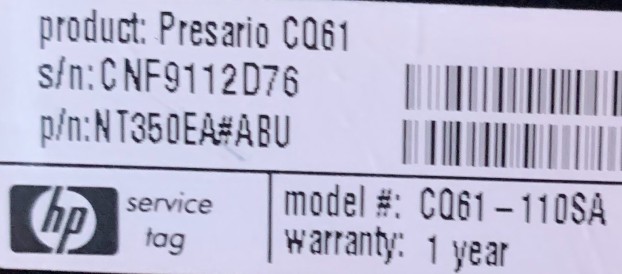 product: Presario CQ61
s/n:CNF9112D76
p/n:NT350EA#ABU
hp service tag
model #: CQ61-110SA
warranty: 1 year